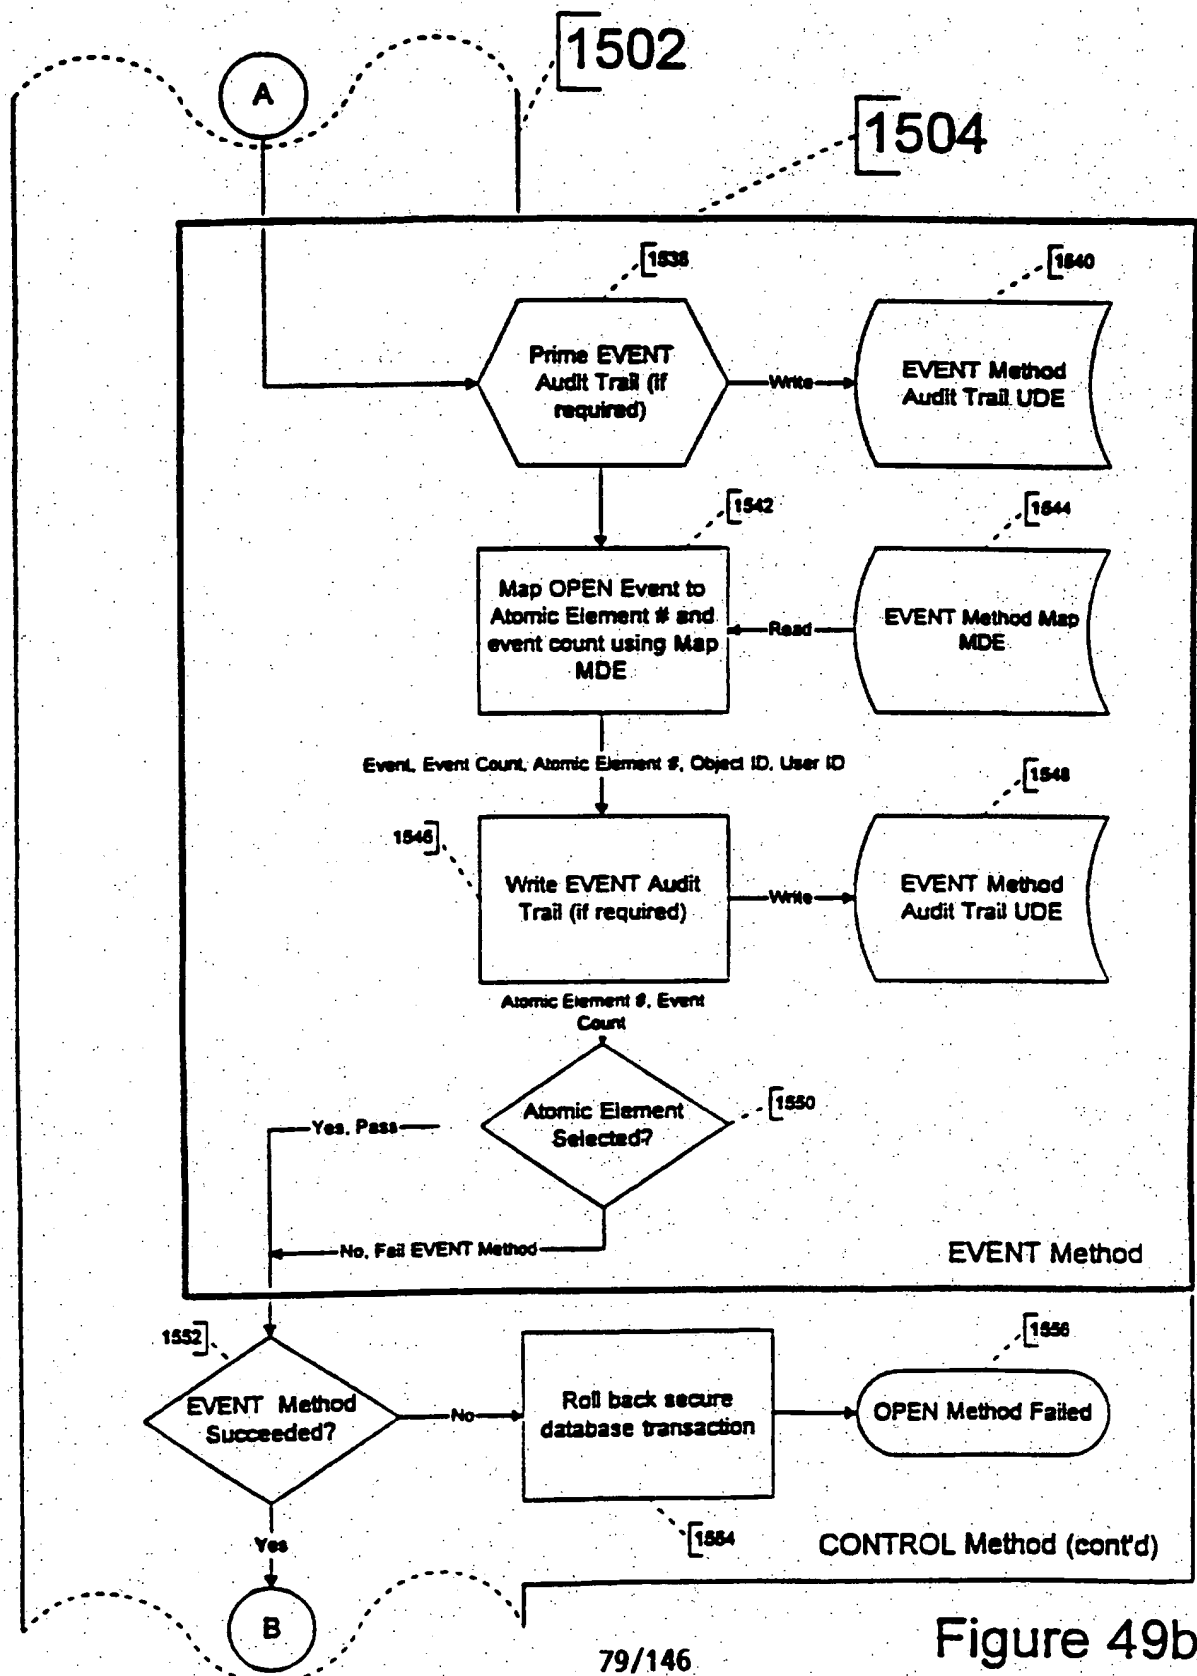 1502
A
1504
1538
1540
Prime EVENT
Audit Trail (if
required)
Write
EVENT Method
Audit Trail UDE
1542
1544
Map OPEN Event to
Atomic Element # and
event count using Map
MDE
Read
EVENT Method Map
MDE
Event, Event Count, Atomic Element #, Object ID, User ID
1546
1548
Write EVENT Audit
Trail (if required)
Write
EVENT Method
Audit Trail UDE
Atomic Element #, Event
Count
1550
Atomic Element
Selected?
Yes, Pass
No, Fail EVENT Method
EVENT Method
1552
1556
EVENT Method
Succeeded?
No
Roll back secure
database transaction
OPEN Method Failed
1554
Yes
CONTROL Method (cont'd)
B
Figure 49b
79/146